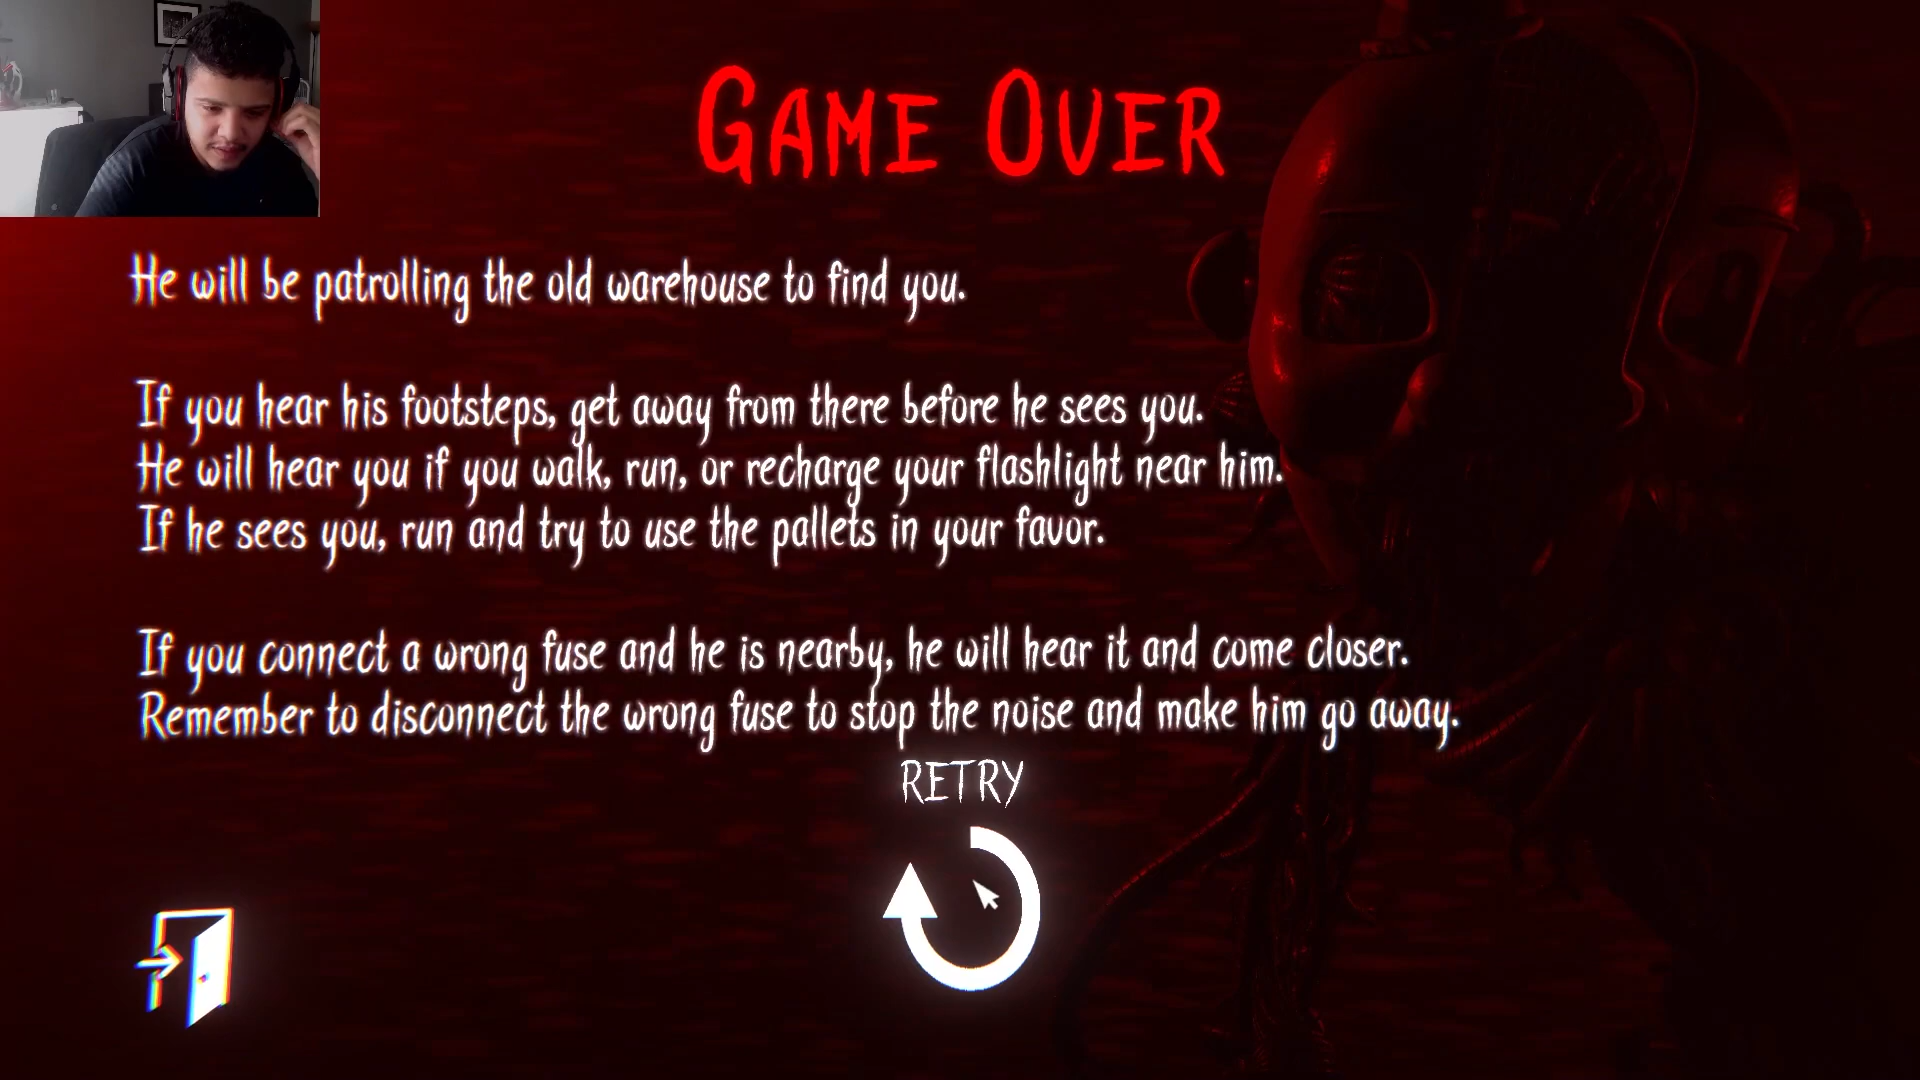 GAME OVER
He will be patrolling the old warehouse to find you.
If you hear his footsteps, get away from there before he sees you.
He will hear you if you walk, run, or recharge your flashlight near him.
If he sees you, run and try to use the pallets in your favor.
If you connect a wrong fuse and he is nearby, he will hear it and come closer.
Remember to disconnect the wrong fuse to stop the noise and make him go away.
RETRY